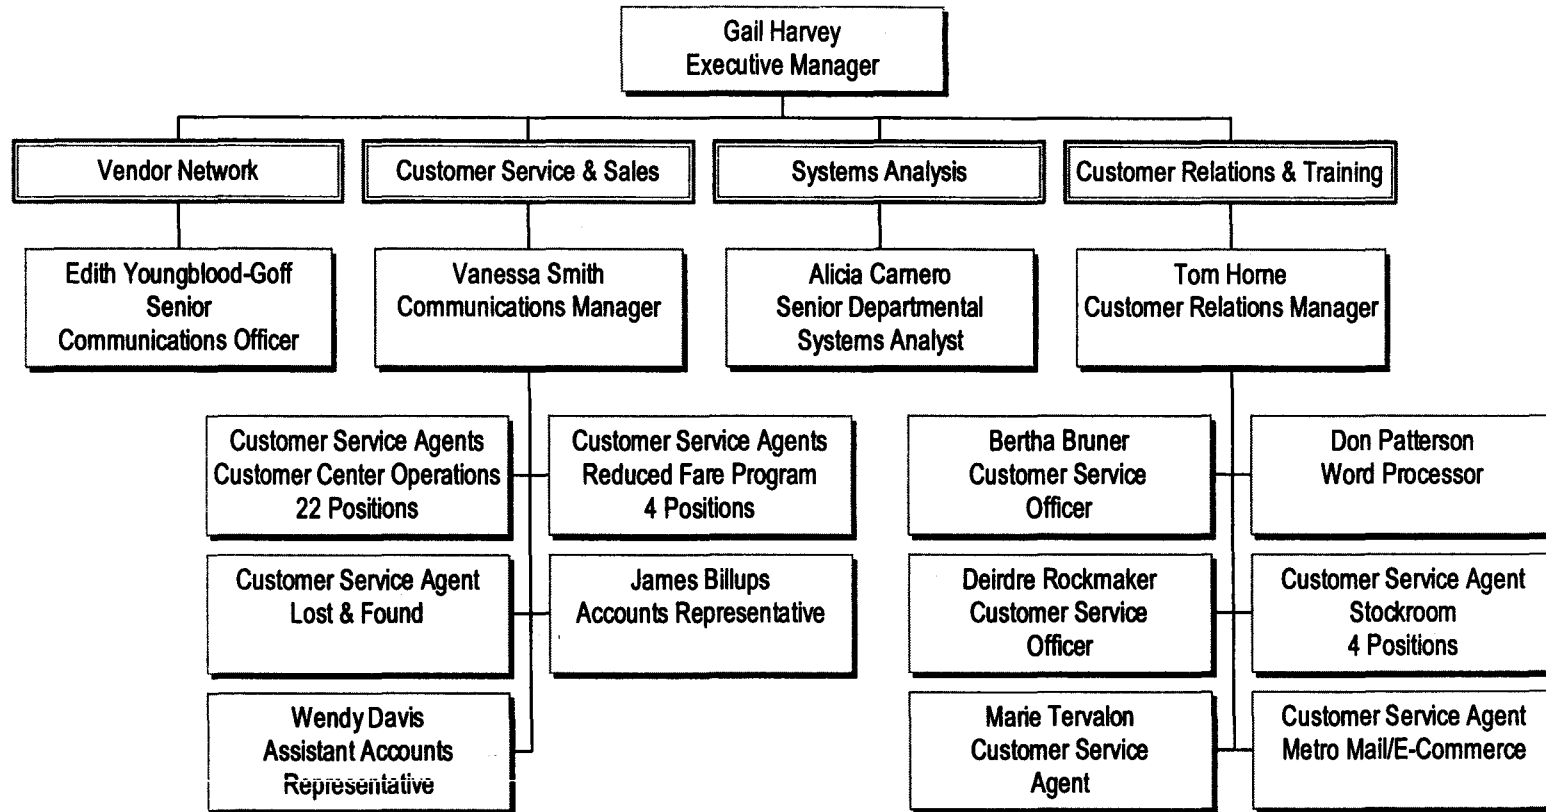 Gail Harvey
Executive Manager
Vendor Network
Customer Service & Sales
Systems Analysis
Customer Relations & Training
Edith Youngblood-Goff
Senior
Communications Officer
Vanessa Smith
Communications Manager
Alicia Carnero
Senior Departmental
Systems Analyst
Tom Horne
Customer Relations Manager
Customer Service Agents
Customer Center Operations
22 Positions
Customer Service Agents
Reduced Fare Program
4 Positions
Bertha Bruner
Customer Service
Officer
Don Patterson
Word Processor
Customer Service Agent
Lost & Found
James Billups
Accounts Representative
Deirdre Rockmaker
Customer Service
Officer
Customer Service Agent
Stockroom
4 Positions
Wendy Davis
Assistant Accounts
Representative
Marie Tervalon
Customer Service
Agent
Customer Service Agent
Metro Mail/E-Commerce